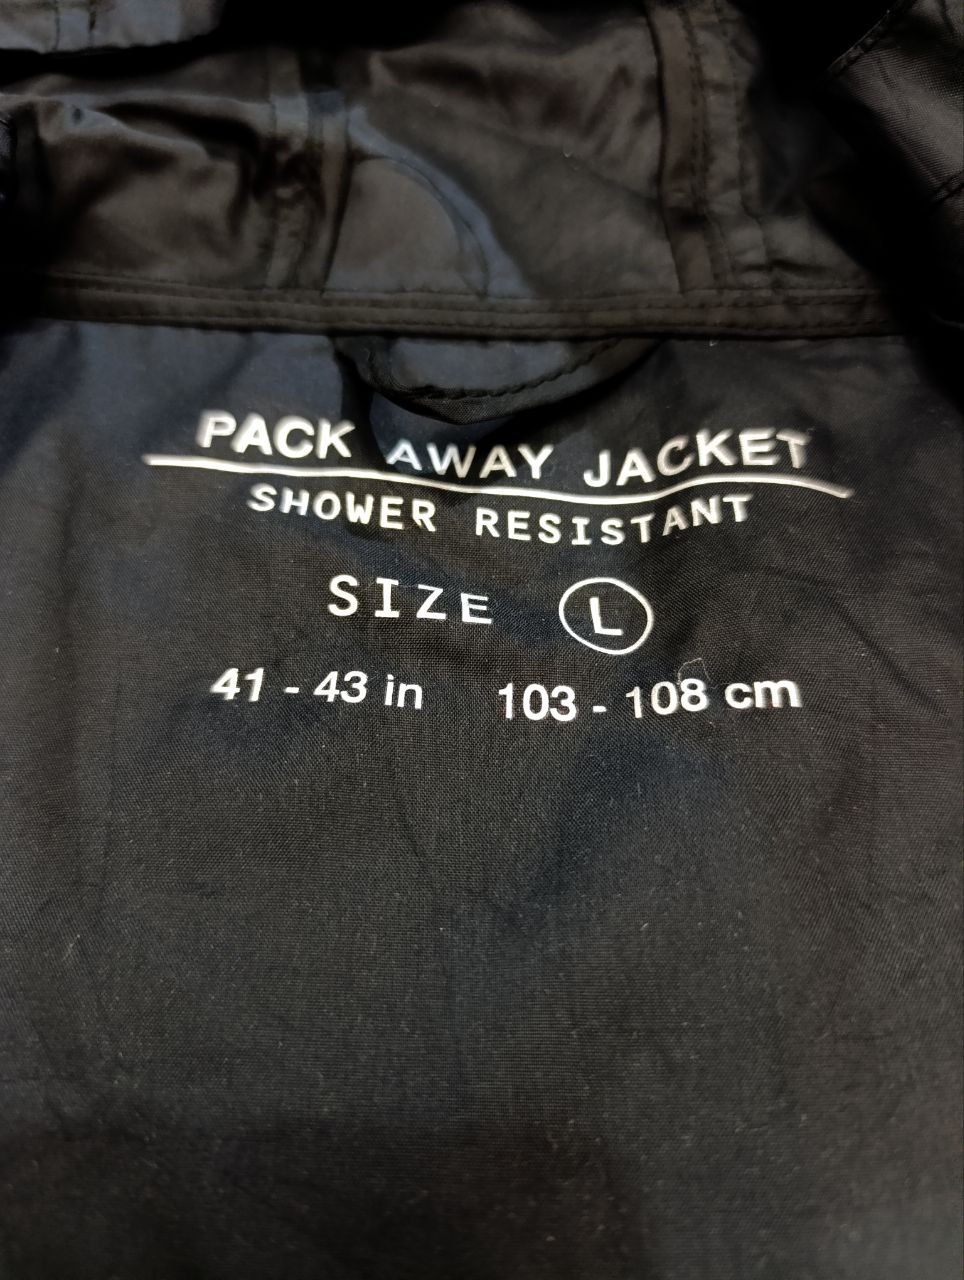 PACK AWAY JACKET
SHOWER RESISTANT
SIZE L
41 - 43 in 103 - 108 cm